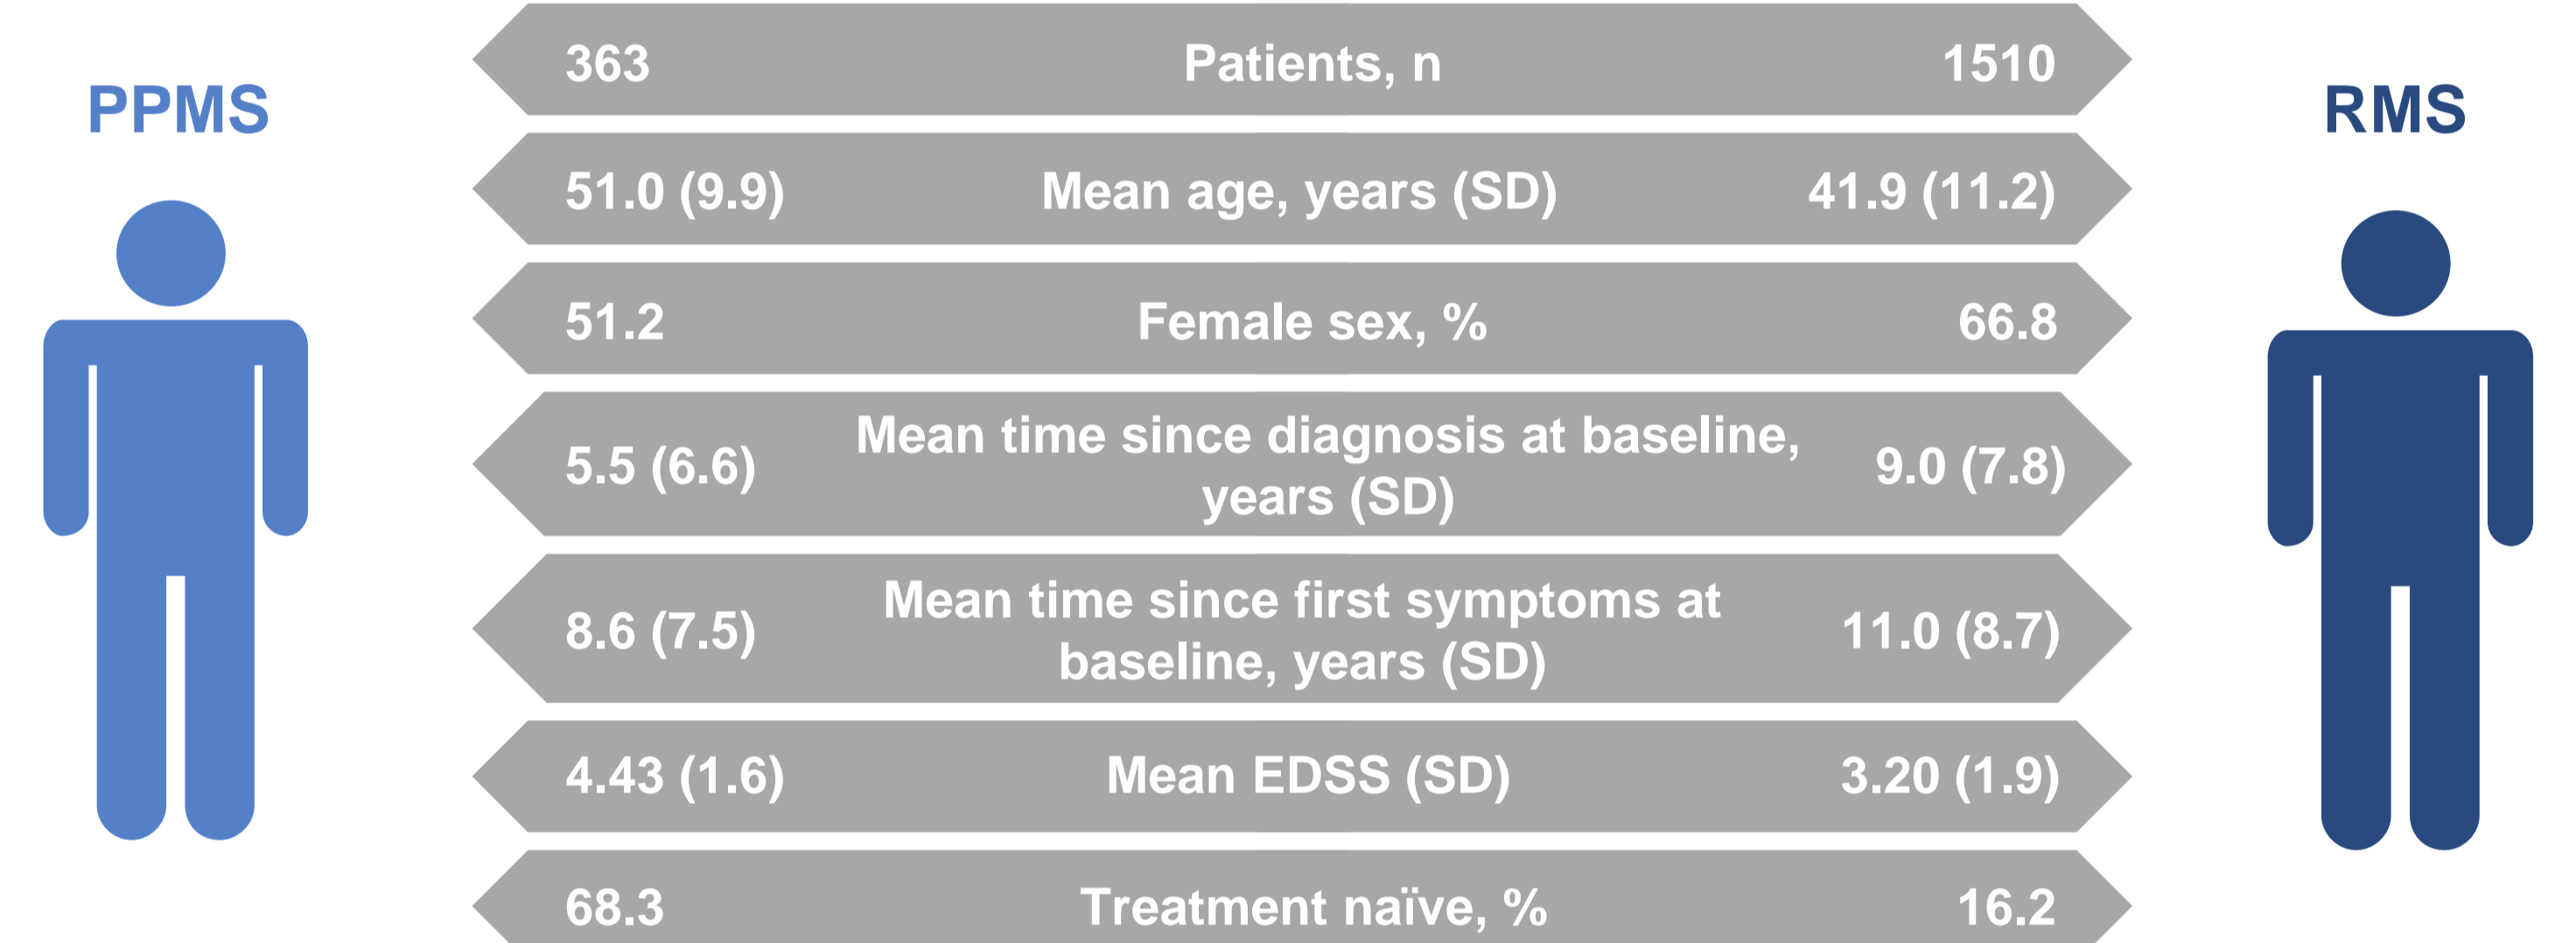 PPMS
RMS
363 Patients, n 1510
51.0 (9.9) Mean age, years (SD) 41.9 (11.2)
51.2 Female sex, % 66.8
5.5 (6.6) Mean time since diagnosis at baseline, 9.0 (7.8)
years (SD)
8.6 (7.5) Mean time since first symptoms at 11.0 (8.7)
baseline, years (SD)
4.43 (1.6) Mean EDSS (SD) 3.20 (1.9)
68.3 Treatment naïve, % 16.2